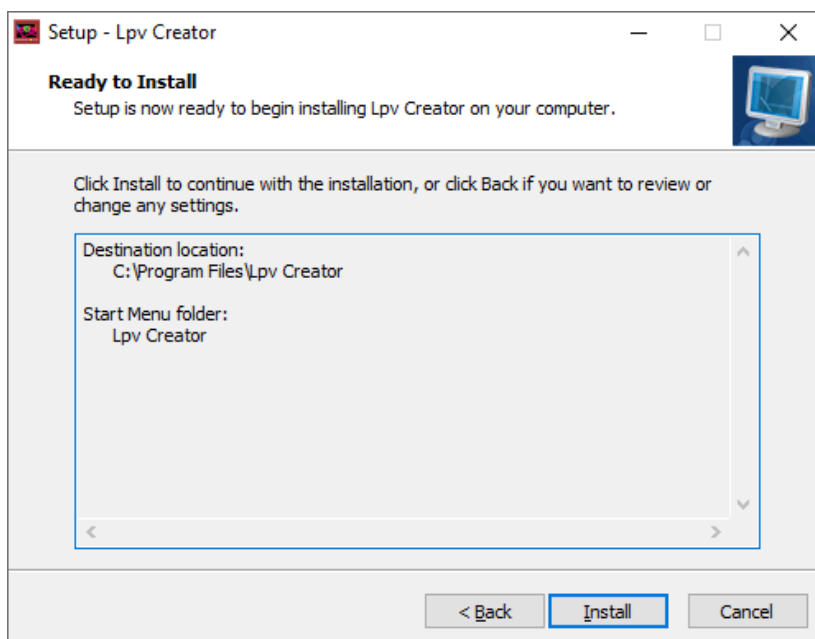 Setup - Lpv Creator
Ready to Install
Setup is now ready to begin installing Lpv Creator on your computer.
Click Install to continue with the installation, or click Back if you want to review or
change any settings.
Destination location:
C:\Program Files\Lpv Creator
Start Menu folder:
Lpv Creator
< Back
Install
Cancel